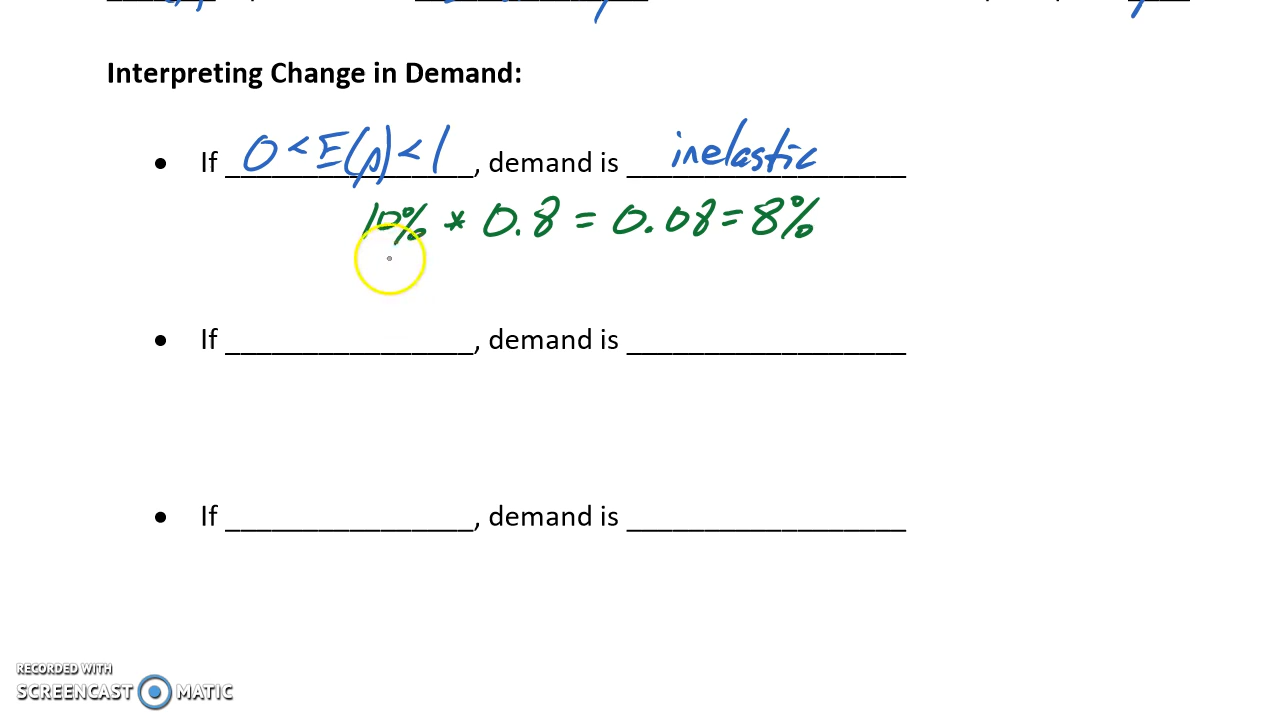 Interpreting Change in Demand:
• If 0 < E(p) < 1, demand is inelastic
10% * 0.8 = 0.08 = 8%
• If ________________, demand is __________________
• If ________________, demand is __________________
RECORDED WITH
SCREENCAST MATIC